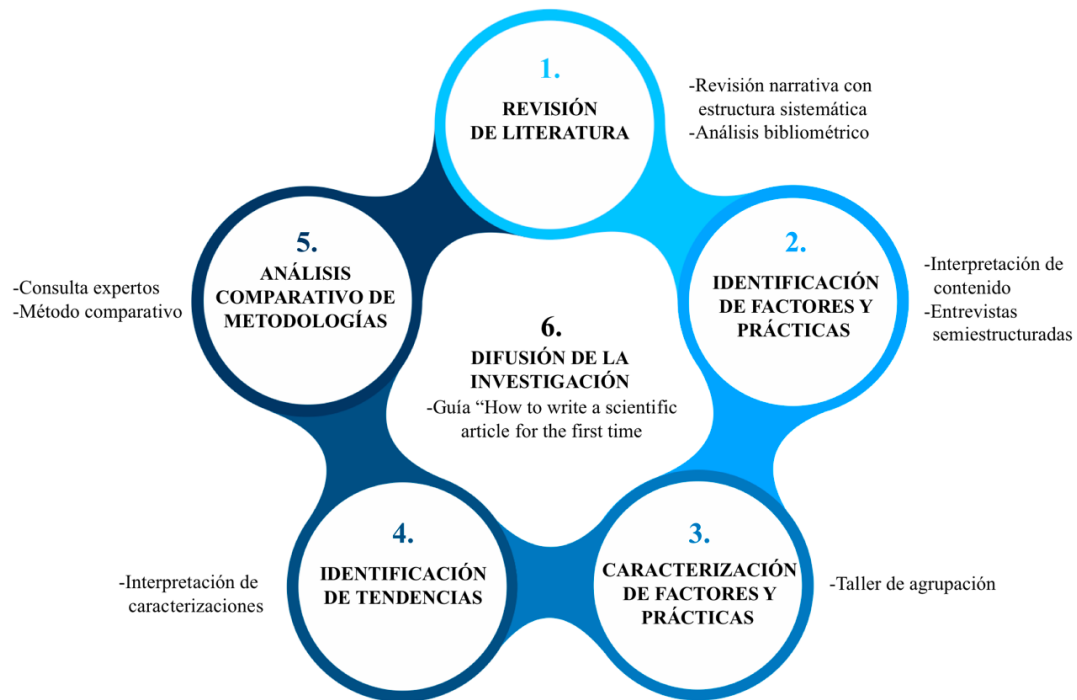 1.
REVISIÓN
DE LITERATURA
-Revisión narrativa con
estructura sistemática
-Análisis bibliométrico
2.
IDENTIFICACIÓN
DE FACTORES Y
PRÁCTICAS
-Interpretación de
contenido
-Entrevistas
semiestructuradas
3.
CARACTERIZACIÓN
DE FACTORES Y
PRÁCTICAS
-Taller de agrupación
4.
IDENTIFICACIÓN
DE TENDENCIAS
-Interpretación de
caracterizaciones
5.
ANÁLISIS
COMPARATIVO DE
METODOLOGÍAS
-Consulta expertos
-Método comparativo
6.
DIFUSIÓN DE LA
INVESTIGACIÓN
-Guía “How to write a scientific
article for the first time